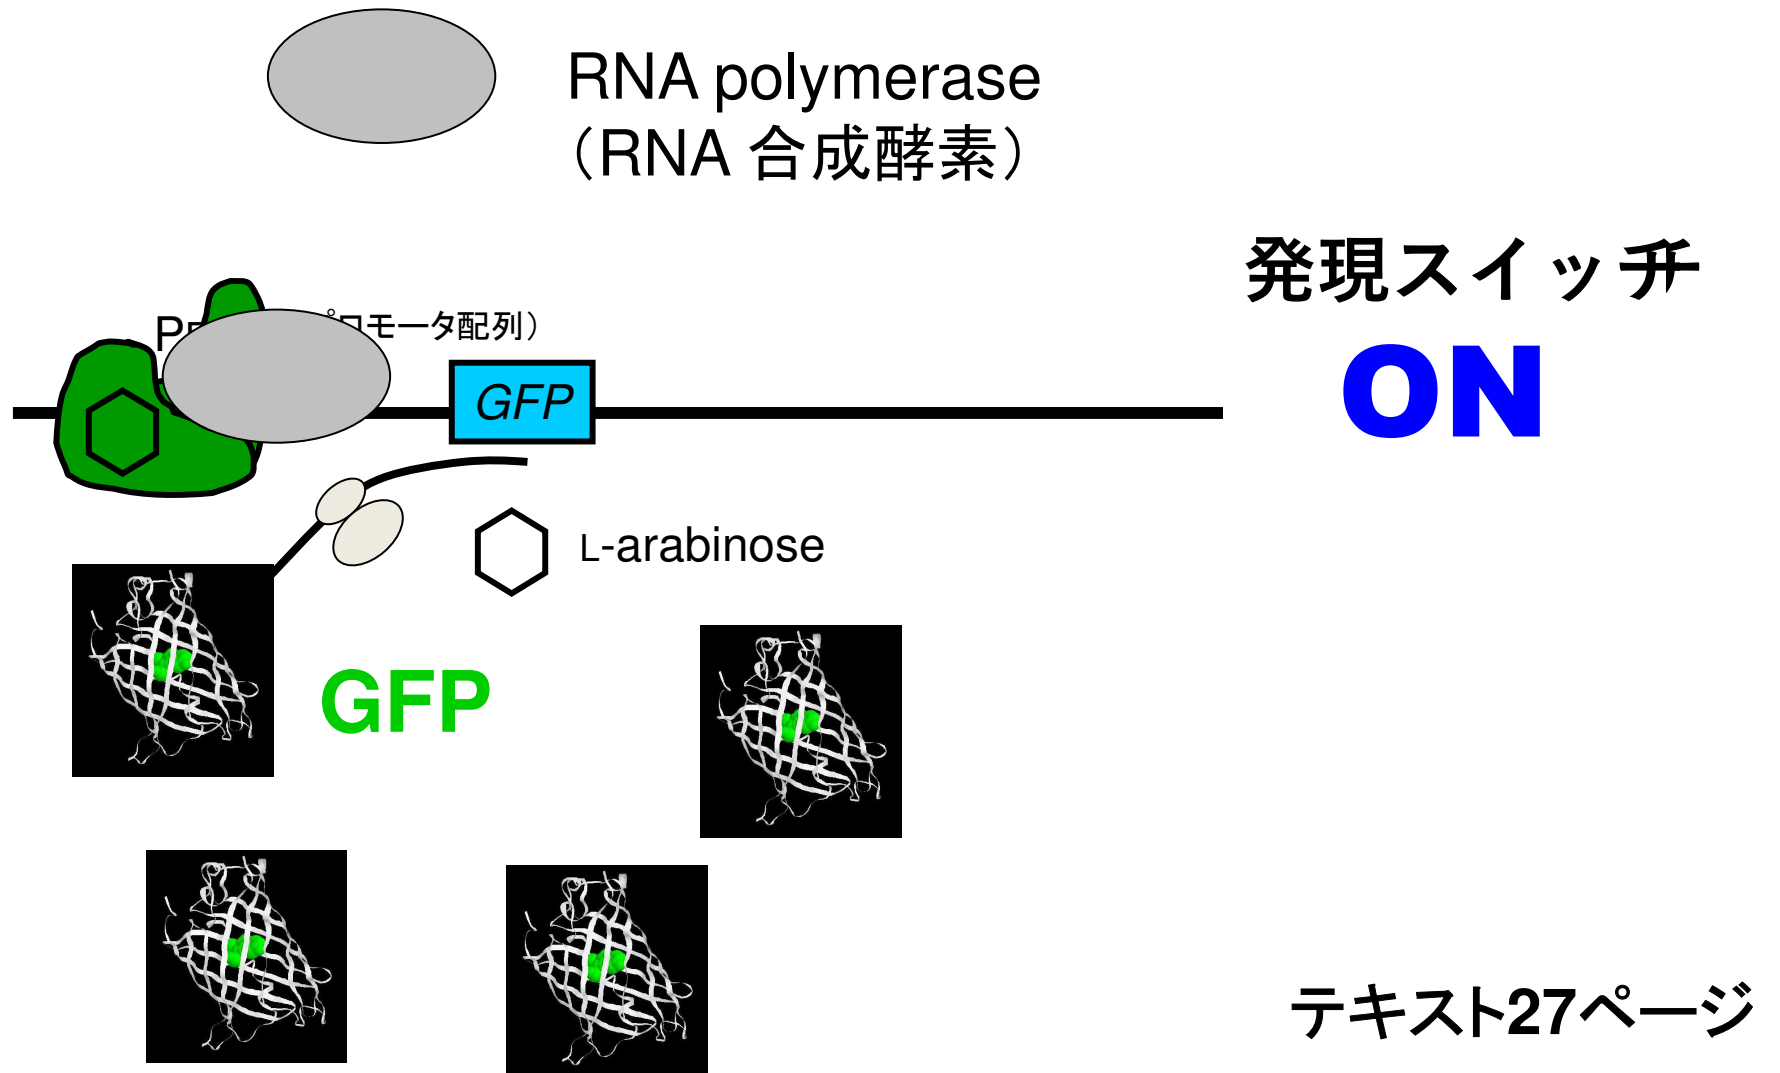 RNA polymerase
（RNA 合成酵素）
発現スイッチ
ON
プロモータ配列）
GFP
L-arabinose
GFP
テキスト27ページ